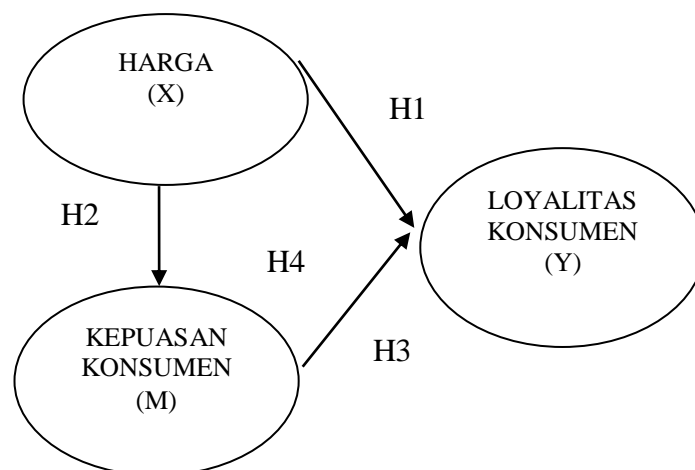 HARGA
(X)
H1
LOYALITAS
KONSUMEN
(Y)
H2
H4
KEPUASAN
KONSUMEN
(M)
H3